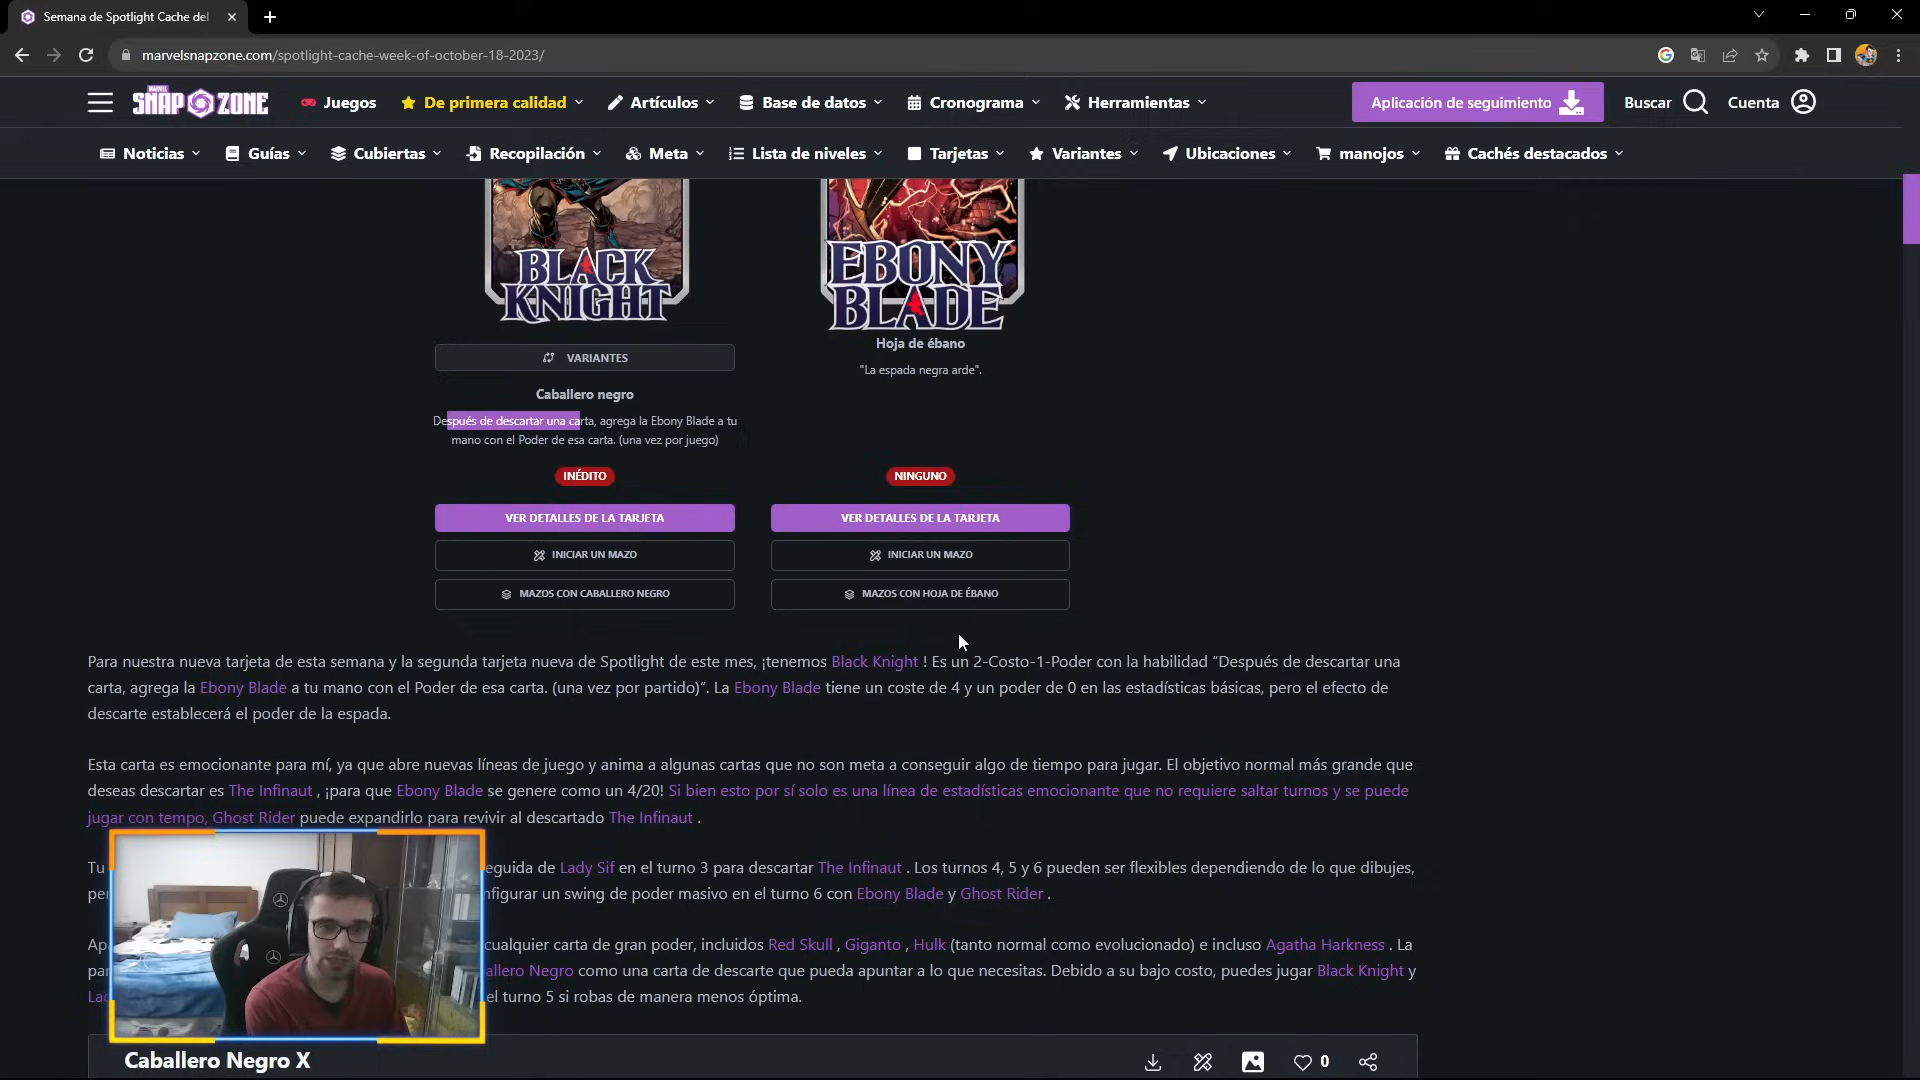 Semana de Spotlight Cache del
marvelsnapzone.com/spotlight-cache-week-of-october-18-2023/
MARVEL SNAP ZONE
Juegos
De primera calidad
Artículos
Base de datos
Cronograma
Herramientas
Aplicación de seguimiento
Buscar
Cuenta
Noticias
Guías
Cubiertas
Recopilación
Meta
Lista de niveles
Tarjetas
Variantes
Ubicaciones
manojos
Cachés destacados
BLACK
KNIGHT
EBONY
BLADE
VARIANTES
Caballero negro
Después de descartar una carta, agrega la Ebony Blade a tu
mano con el Poder de esa carta. (una vez por juego)
INÉDITO
VER DETALLES DE LA TARJETA
INICIAR UN MAZO
MAZOS CON CABALLERO NEGRO
Hoja de ébano
"La espada negra arde".
NINGUNO
VER DETALLES DE LA TARJETA
INICIAR UN MAZO
MAZOS CON HOJA DE ÉBANO
Para nuestra nueva tarjeta de esta semana y la segunda tarjeta nueva de Spotlight de este mes, ¡tenemos Black Knight ! Es un 2-Costo-1-Poder con la habilidad "Después de descartar una
carta, agrega la Ebony Blade a tu mano con el Poder de esa carta. (una vez por partido)". La Ebony Blade tiene un coste de 4 y un poder de 0 en las estadísticas básicas, pero el efecto de
descarte establecerá el poder de la espada.
Esta carta es emocionante para mí, ya que abre nuevas líneas de juego y anima a algunas cartas que no son meta a conseguir algo de tiempo para jugar. El objetivo normal más grande que
deseas descartar es The Infinaut , ¡para que Ebony Blade se genere como un 4/20! Si bien esto por sí solo es una línea de estadísticas emocionante que no requiere saltar turnos y se puede
jugar con tempo, Ghost Rider puede expandirlo para revivir al descartado The Infinaut .
Tu eguida de Lady Sif en el turno 3 para descartar The Infinaut . Los turnos 4, 5 y 6 pueden ser flexibles dependiendo de lo que dibujes,
per nfigurar un swing de poder masivo en el turno 6 con Ebony Blade y Ghost Rider .
Apa cualquier carta de gran poder, incluidos Red Skull , Giganto , Hulk (tanto normal como evolucionado) e incluso Agatha Harkness . La
par allero Negro como una carta de descarte que pueda apuntar a lo que necesitas. Debido a su bajo costo, puedes jugar Black Knight y
Lad el turno 5 si robas de manera menos óptima.
Caballero Negro X
0